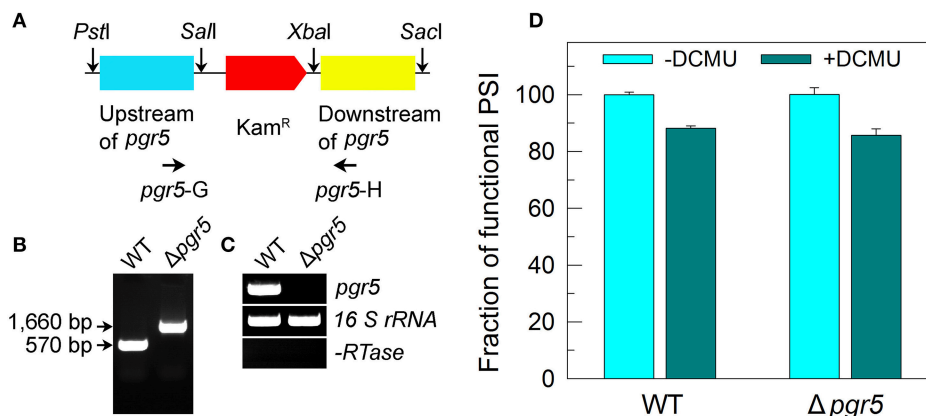 A
PstI SalI XbaI SacI
Upstream of pgr5
Kam^R
Downstream of pgr5
pgr5-G pgr5-H
B
WT Δpgr5
1,660 bp
570 bp
C
WT Δpgr5
pgr5
16 S rRNA
-RTase
D
-DCMU +DCMU
Fraction of functional PSI
100
80
60
40
20
0
WT Δpgr5